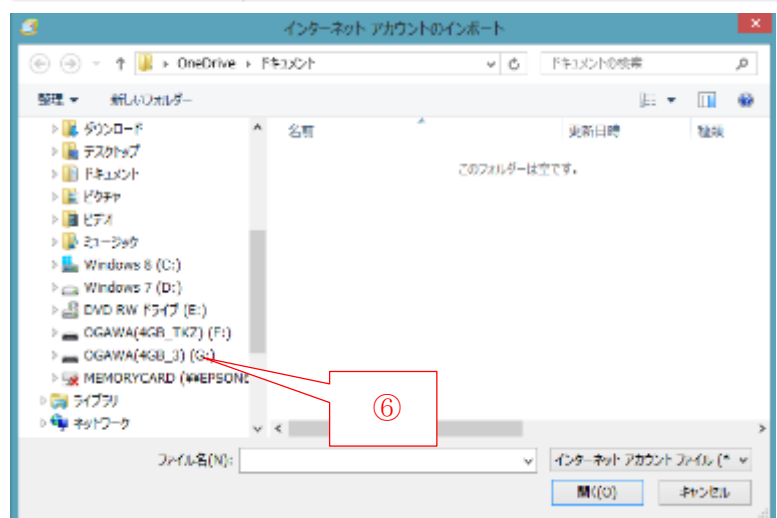 インターネット アカウントのインポート
OneDrive ドキュメント
ドキュメントの検索
整理 新しいフォルダー
名前 更新日時 種類
このフォルダーは空です。
ダウンロード
デスクトップ
ドキュメント
ピクチャ
ビデオ
ミュージック
Windows 8 (C:)
Windows 7 (D:)
DVD RW ドライブ (E:)
OGAWA(4GB_TKZ) (F:)
OGAWA(4GB_3) (G:)
MEMORYCARD (¥¥EPSON
ライブラリ
ネットワーク
⑥
ファイル名(N):
インターネット アカウント ファイル (*
開く(O) キャンセル